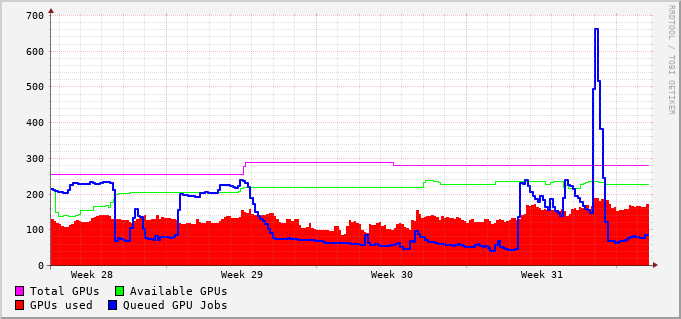 700
600
500
400
300
200
100
0
Week 28 Week 29 Week 30 Week 31
Total GPUs Available GPUs
GPUs used Queued GPU Jobs
RRDTOOL / TOBI OETIKER